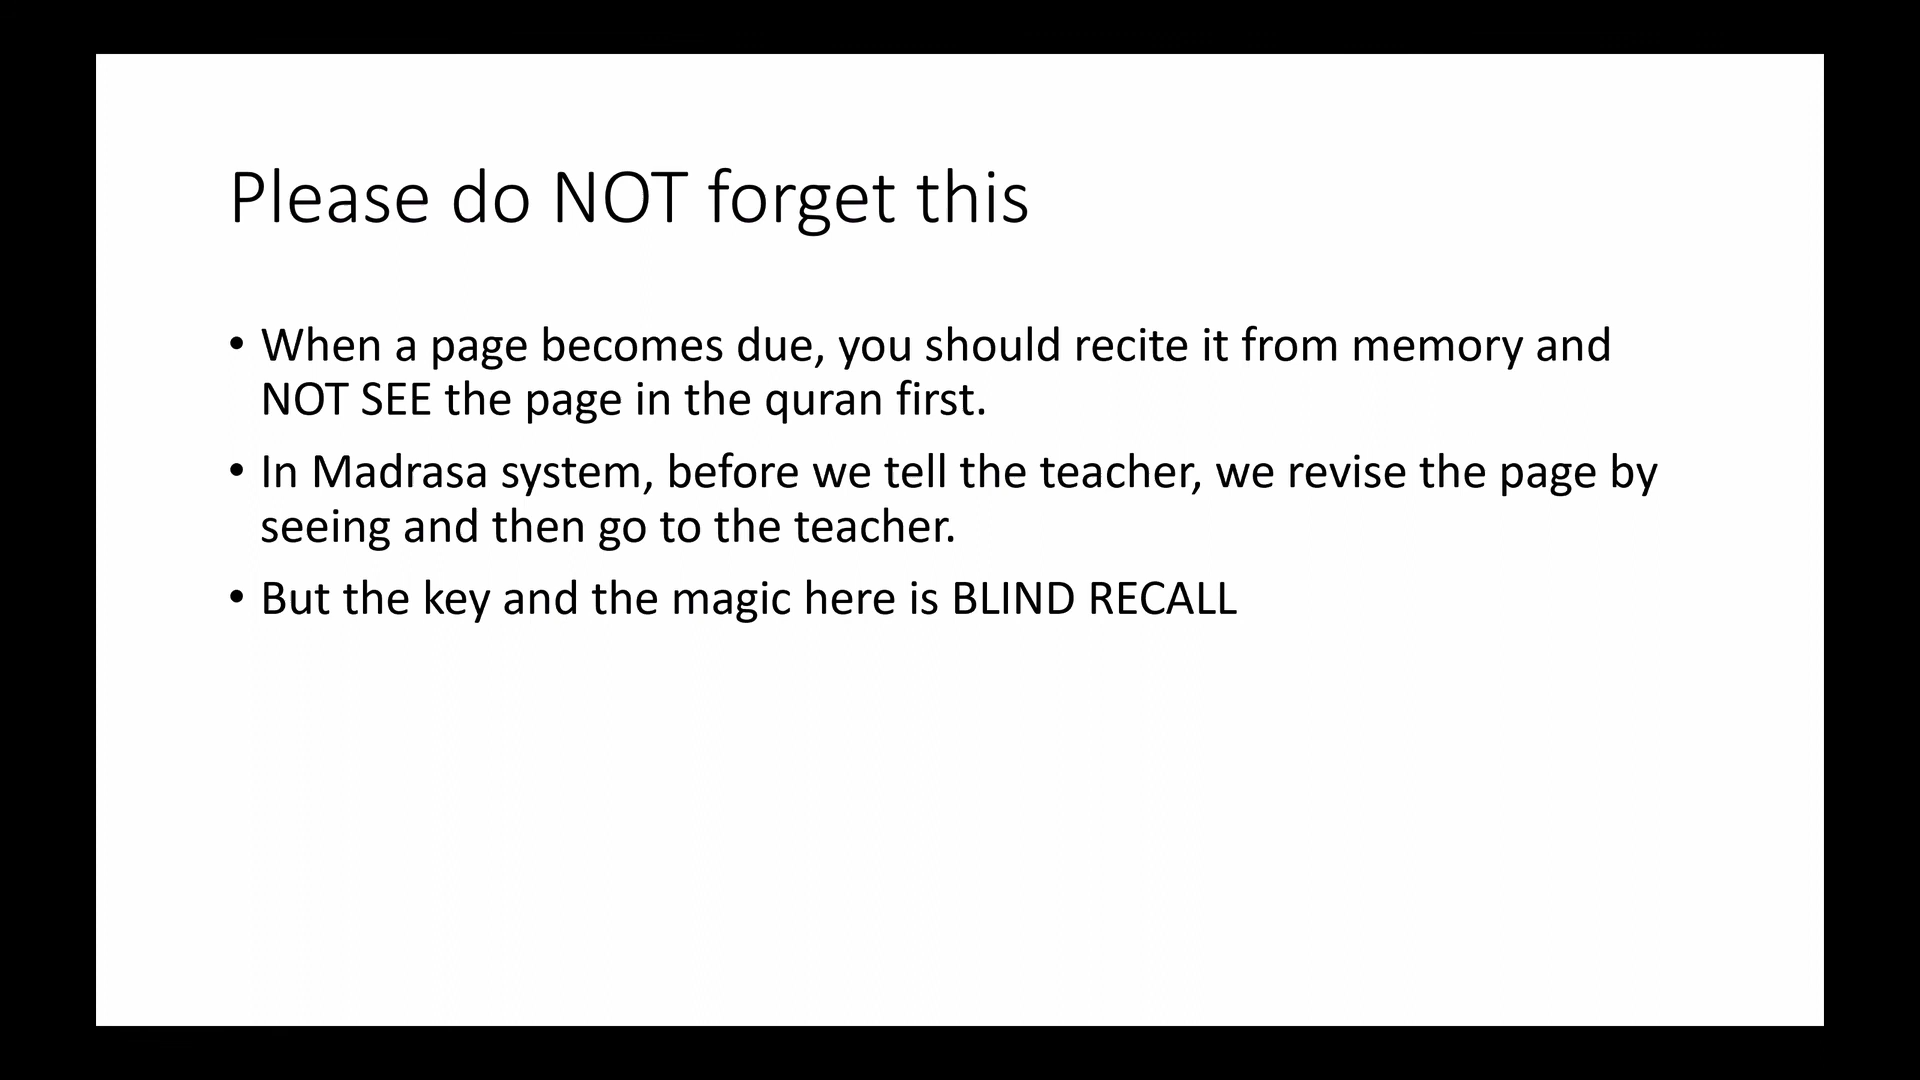 Please do NOT forget this
• When a page becomes due, you should recite it from memory and
NOT SEE the page in the quran first.
• In Madrasa system, before we tell the teacher, we revise the page by
seeing and then go to the teacher.
• But the key and the magic here is BLIND RECALL